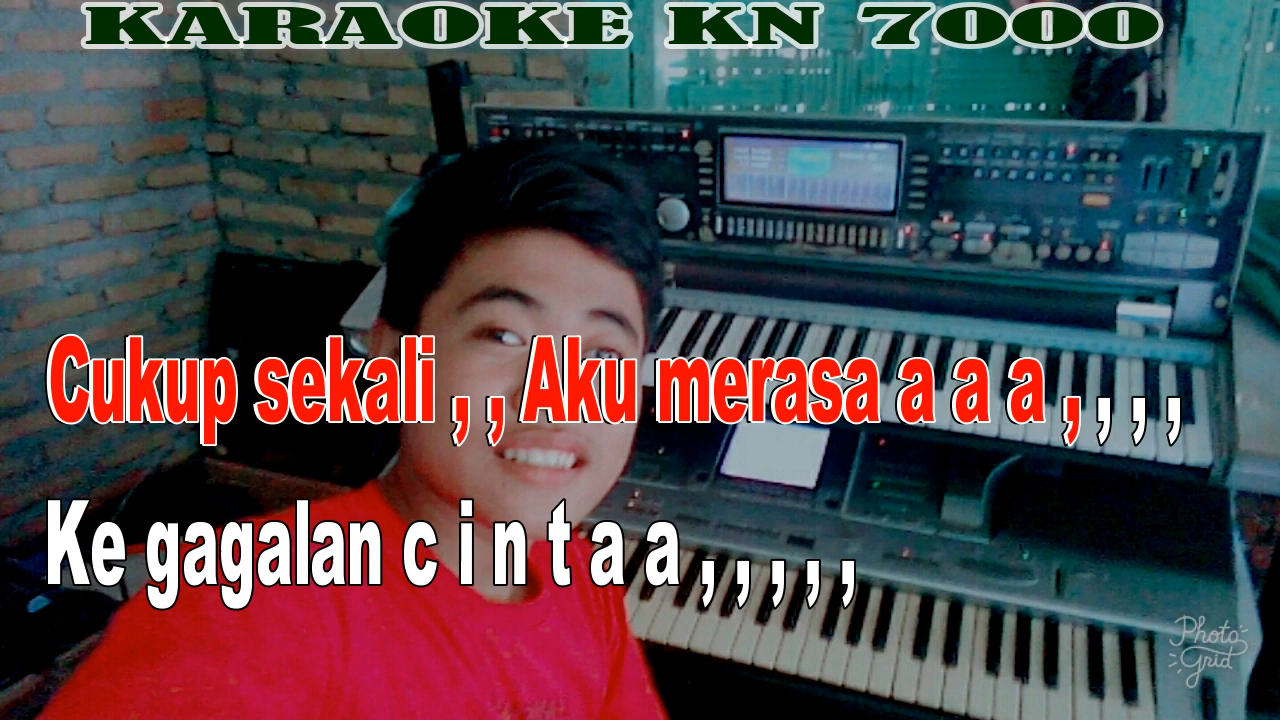 KARAOKE KN 7000
Cukup sekali , , Aku merasa a a a , , , ,
Ke gagalan c i n t a a , , , , ,
Photo
Grid